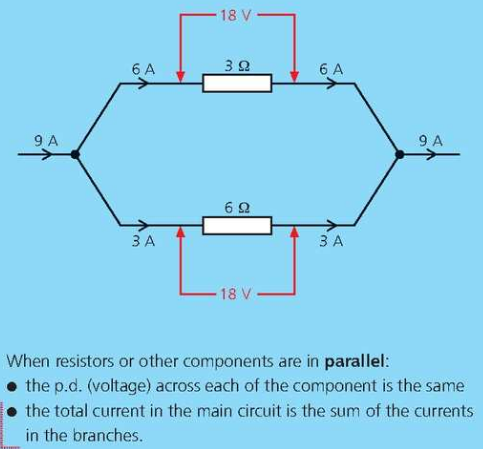 18 V
6 A 3 Ω 6 A
9 A 9 A
6 Ω
3 A 3 A
18 V
When resistors or other components are in parallel:
● the p.d. (voltage) across each of the component is the same
● the total current in the main circuit is the sum of the currents
in the branches.